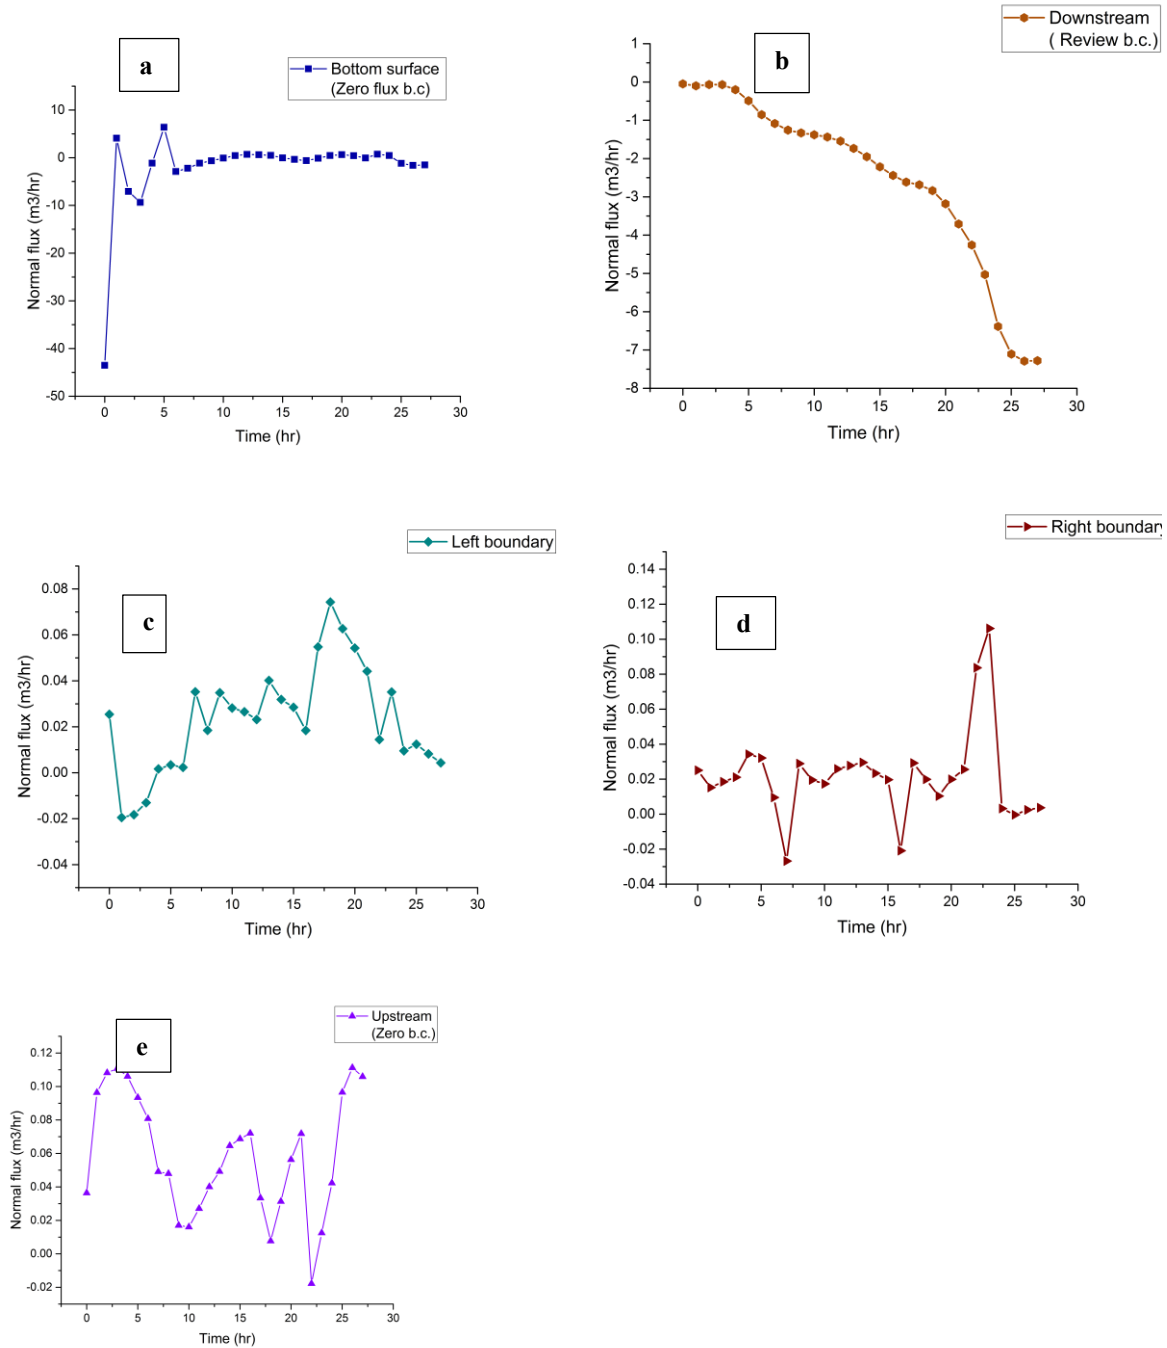 a
Bottom surface
(Zero flux b.c)
10
0
-10
-20
-30
-40
-50
Normal flux (m3/hr)
0 5 10 15 20 25 30
Time (hr)
b
Downstream
( Review b.c.)
1
0
-1
-2
-3
-4
-5
-6
-7
-8
Normal flux (m3/hr)
0 5 10 15 20 25 30
Time (hr)
c
Left boundary
0.08
0.06
0.04
0.02
0.00
-0.02
-0.04
Normal flux (m3/hr)
0 5 10 15 20 25 30
Time (hr)
d
Right boundary
0.14
0.12
0.10
0.08
0.06
0.04
0.02
0.00
-0.02
-0.04
Normal flux (m3/hr)
0 5 10 15 20 25 30
Time (hr)
e
Upstream
(Zero b.c.)
0.12
0.10
0.08
0.06
0.04
0.02
0.00
-0.02
Normal flux (m3/hr)
0 5 10 15 20 25 30
Time (hr)